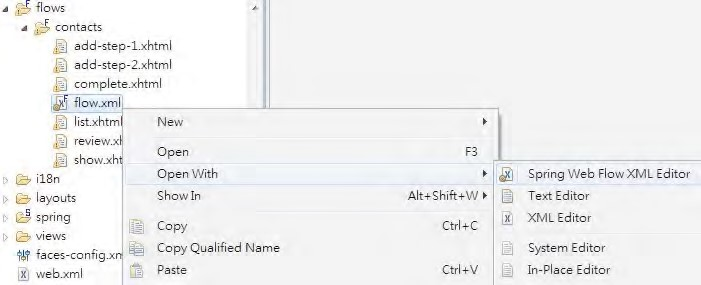 flows
contacts
add-step-1.xhtml
add-step-2.xhtml
complete.xhtml
flow.xml
list.xhtml
review.xh
show.xht
i18n
layouts
spring
views
faces-config.xm
web.xml
New
Open F3
Open With
Show In Alt+Shift+W
Copy Ctrl+C
Copy Qualified Name
Paste Ctrl+V
Spring Web Flow XML Editor
Text Editor
XML Editor
System Editor
In-Place Editor